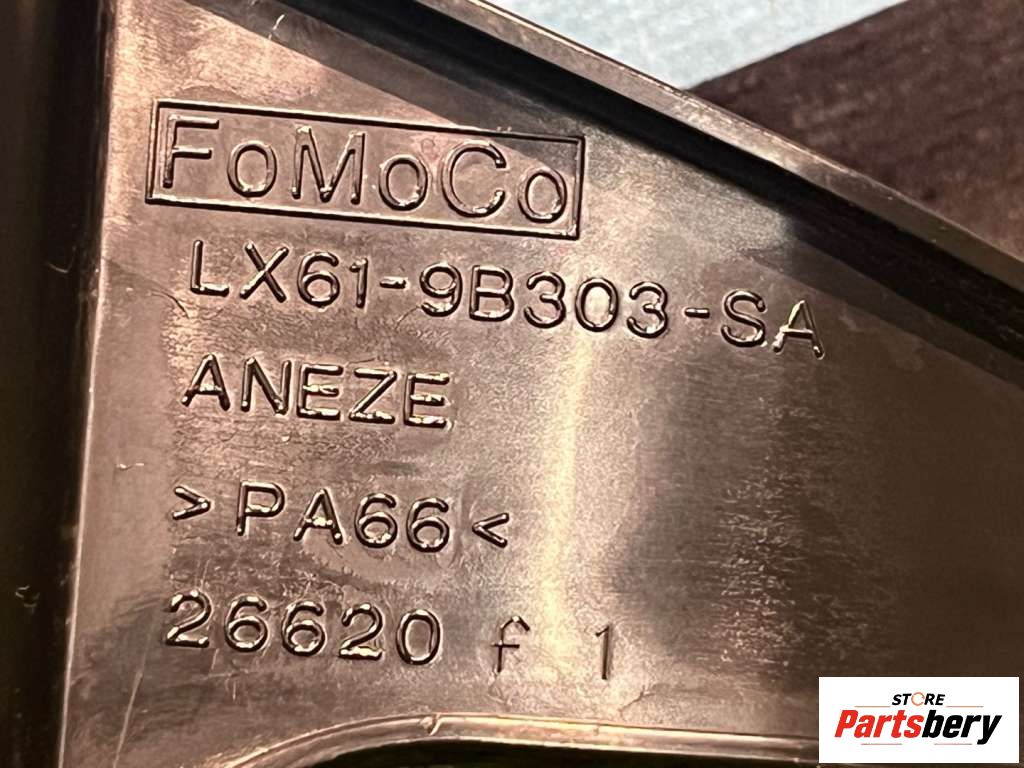 FoMoCo
LX61-9B303-SA
ANEZE
>PA66<
26620 f 1
STORE
Partsbery